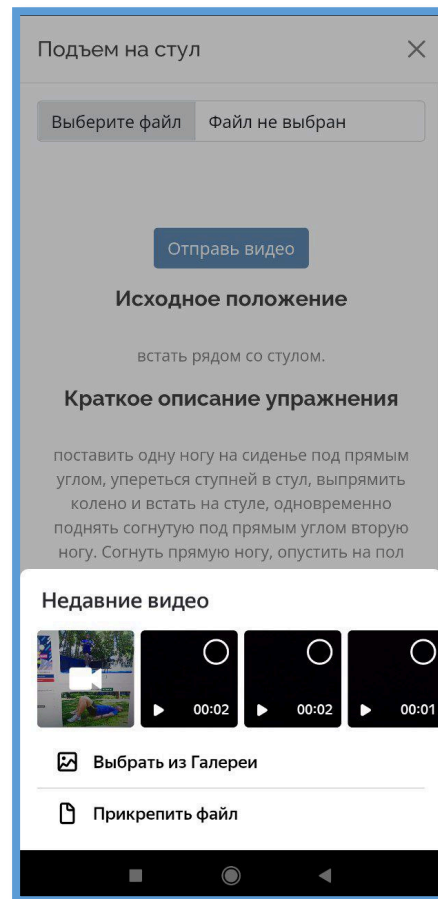 Подъем на стул
Выберите файл Файл не выбран
Отправь видео
Исходное положение
встать рядом со стулом.
Краткое описание упражнения
поставить одну ногу на сиденье под прямым
углом, упереться ступней в стул, выпрямить
колено и встать на стуле, одновременно
поднять согнутую под прямым углом вторую
ногу. Согнуть прямую ногу, опустить на пол
Недавние видео
00:02 00:02 00:01
Выбрать из Галереи
Прикрепить файл